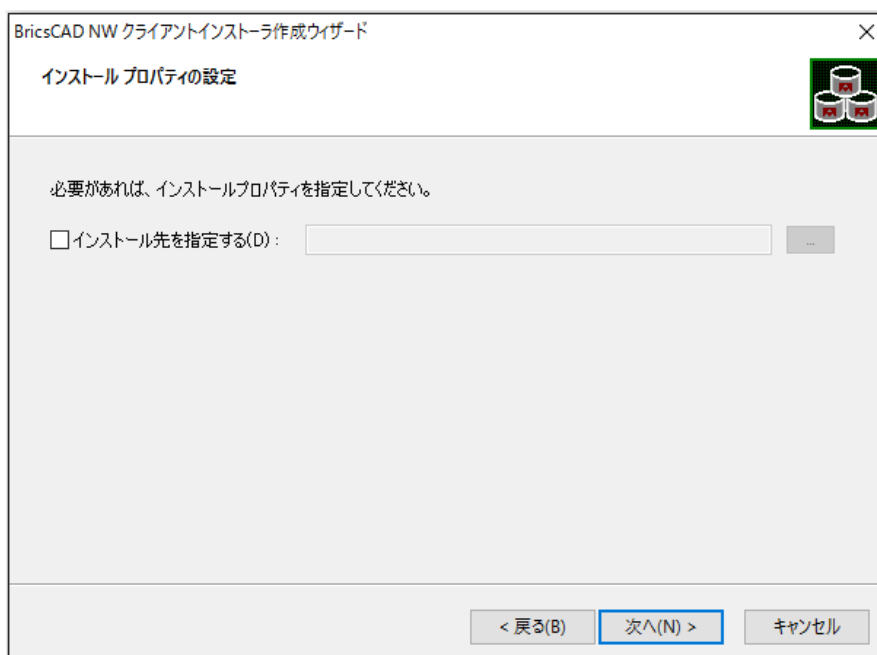 BricsCAD NW クライアントインストーラ作成ウィザード
インストール プロパティの設定
必要があれば、インストールプロパティを指定してください。
インストール先を指定する(D) :
...
< 戻る(B)
次へ(N) >
キャンセル